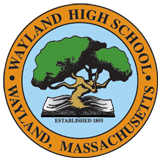 · WAYLAND HIGH SCHOOL ·
WAYLAND, MASSACHUSETTS
ESTABLISHED 1855